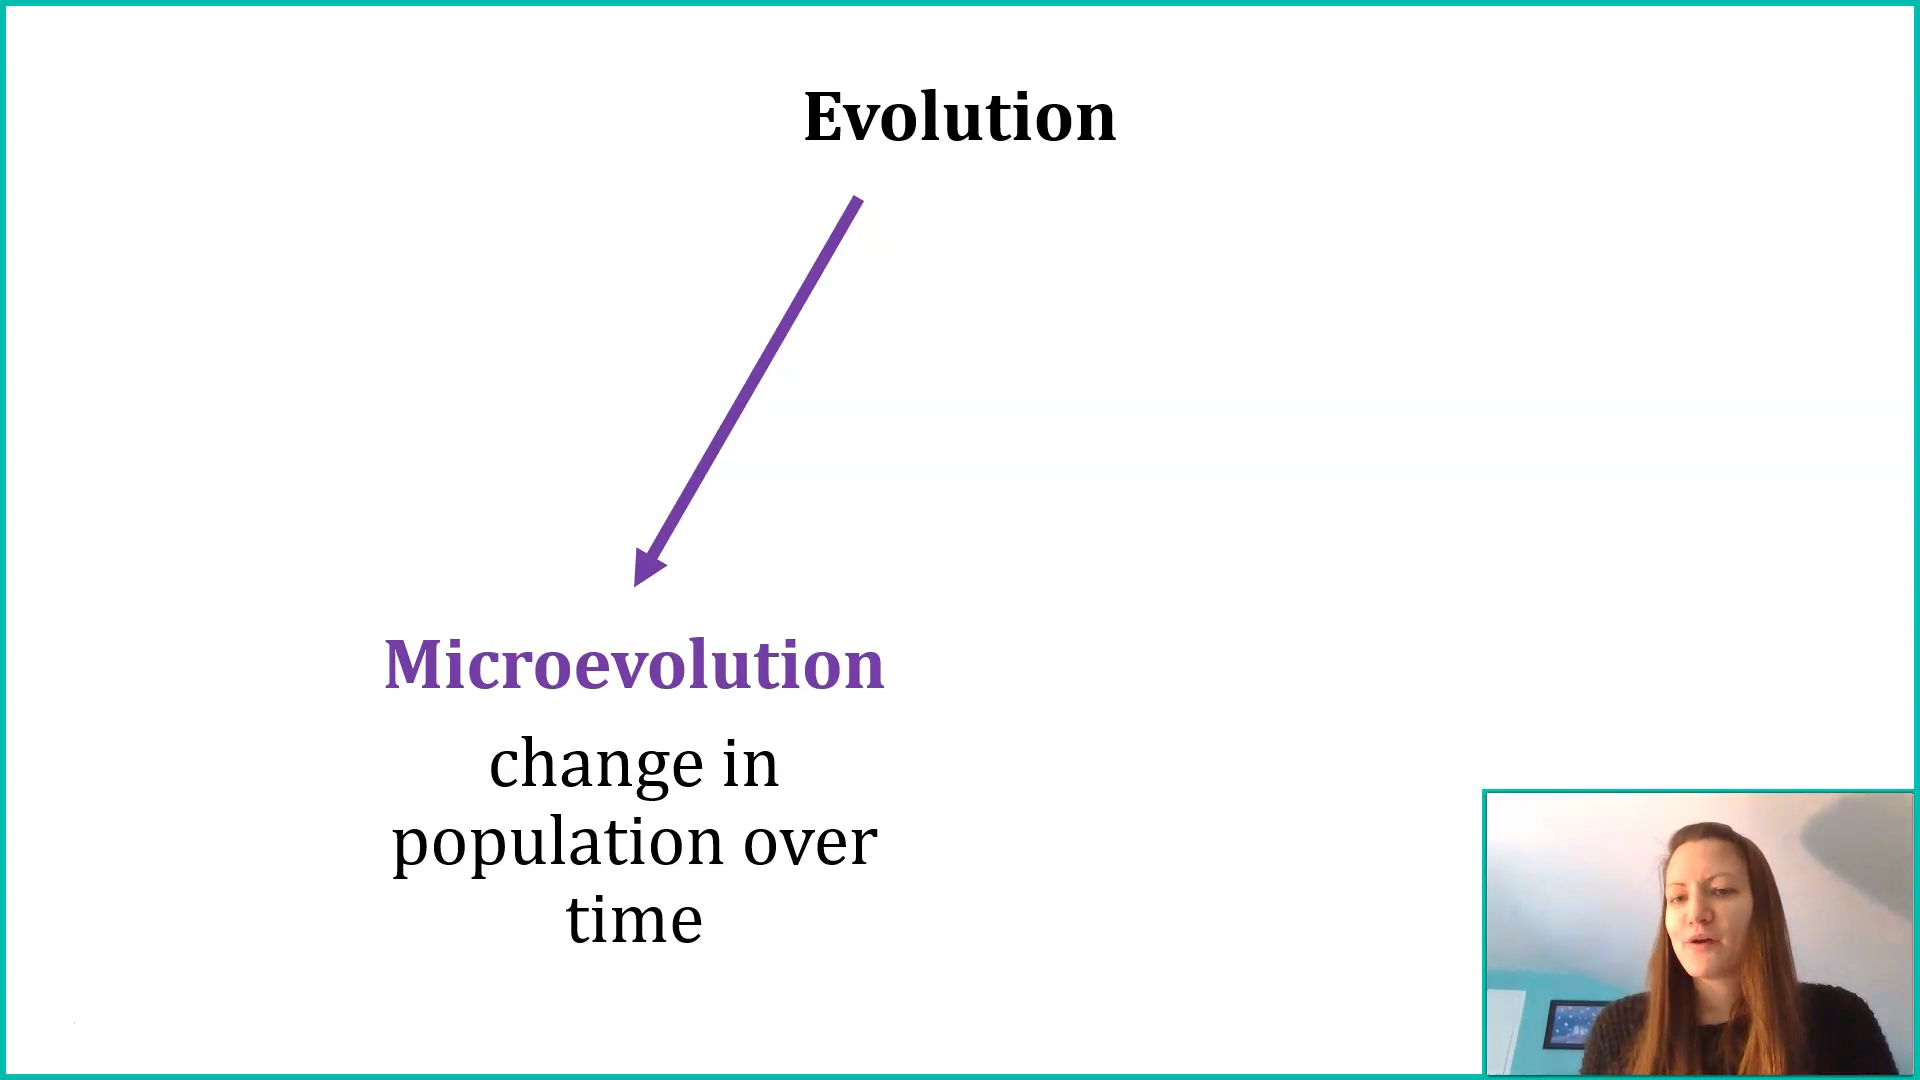 Evolution
Microevolution
change in
population over
time